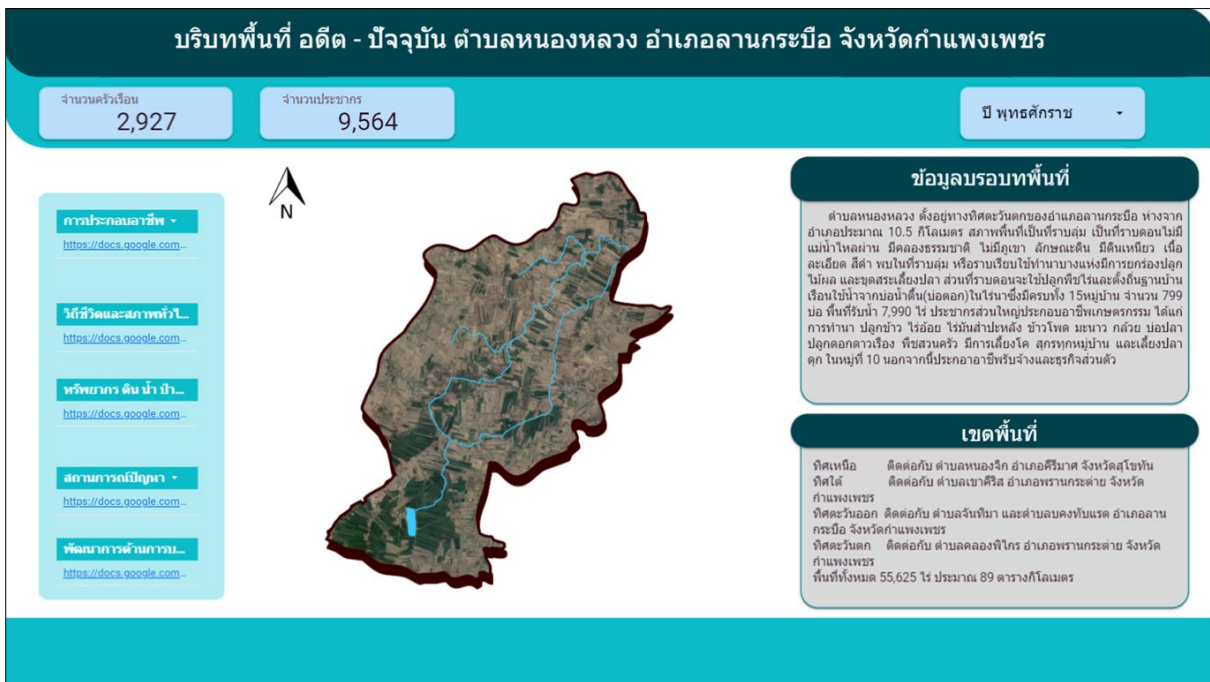 บริบทพื้นที่ อดีต - ปัจจุบัน ตำบลหนองหลวง อำเภอลานกระบือ จังหวัดกำแพงเพชร
จำนวนครัวเรือน
2,927
จำนวนประชากร
9,564
ปี พุทธศักราช
การประกอบอาชีพ
https://docs.google.com...
วิถีชีวิตและสภาพทั่วไ...
https://docs.google.com...
ทรัพยากร ดิน น้ำ ป่า...
https://docs.google.com...
สถานการณ์ปัญหา
https://docs.google.com...
พัฒนาการด้านการบ...
https://docs.google.com...
N
ข้อมูลบรอบทพื้นที่
ตำบลหนองหลวง ตั้งอยู่ทางทิศตะวันตกของอำเภอลานกระบือ ห่างจาก
อำเภอประมาณ 10.5 กิโลเมตร สภาพพื้นที่เป็นที่ราบลุ่ม เป็นที่ราบดอนไม่มี
แม่น้ำไหลผ่าน มีคลองธรรมชาติ ไม่มีภูเขา ลักษณะดิน มีดินเหนียว เนื้อ
ละเอียด สีดำ พบในที่ราบลุ่ม หรือราบเรียบใช้ทำนาบางแห่งมีการยกร่องปลูก
ไม้ผล และขุดสระเลี้ยงปลา ส่วนที่ราบดอนจะใช้ปลูกพืชไร่และตั้งถิ่นฐานบ้าน
เรือนใช้น้ำจากบ่อน้ำตื้น(บ่อตอก)ในไร่นาซึ่งมีครบทั้ง 15หมู่บ้าน จำนวน 799
บ่อ พื้นที่รับน้ำ 7,990 ไร่ ประชากรส่วนใหญ่ประกอบอาชีพเกษตรกรรม ได้แก่
การทำนา ปลูกข้าว ไร่อ้อย ไร่มันสำปะหลัง ข้าวโพด มะนาว กล้วย บ่อปลา
ปลูกดอกดาวเรือง พืชสวนครัว มีการเลี้ยงโค สุกรทุกหมู่บ้าน และเลี้ยงปลา
ดุก ในหมู่ที่ 10 นอกจากนี้ประกอาอาชีพรับจ้างและธุรกิจส่วนตัว
เขตพื้นที่
ทิศเหนือ ติดต่อกับ ตำบลหนองจิก อำเภอคีรีมาศ จังหวัดสุโขทัน
ทิศใต้ ติดต่อกับ ตำบลเขาคีริส อำเภอพรานกระต่าย จังหวัด
กำแพงเพชร
ทิศตะวันออก ติดต่อกับ ตำบลจันทิมา และตำบลบคงทับแรต อำเภอลาน
กระบือ จังหวัดกำแพงเพชร
ทิศตะวันตก ติดต่อกับ ตำบลคลองพิไกร อำเภอพรานกระต่าย จังหวัด
กำแพงเพชร
พื้นที่ทั้งหมด 55,625 ไร่ ประมาณ 89 ตารางกิโลเมตร